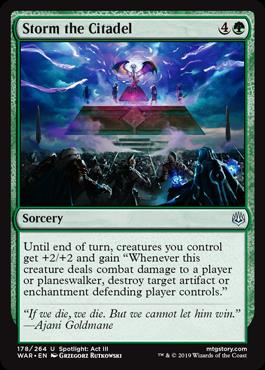 Storm the Citadel 4
Sorcery
Until end of turn, creatures you control
get +2/+2 and gain “Whenever this
creature deals combat damage to a player
or planeswalker, destroy target artifact or
enchantment defending player controls.”
“If we die, we die. But we cannot let him win.”
—Ajani Goldmane
178/264 U Spotlight: Act III mtgstory.com
WAR • EN Grzegorz Rutkowski ™ & © 2019 Wizards of the Coast